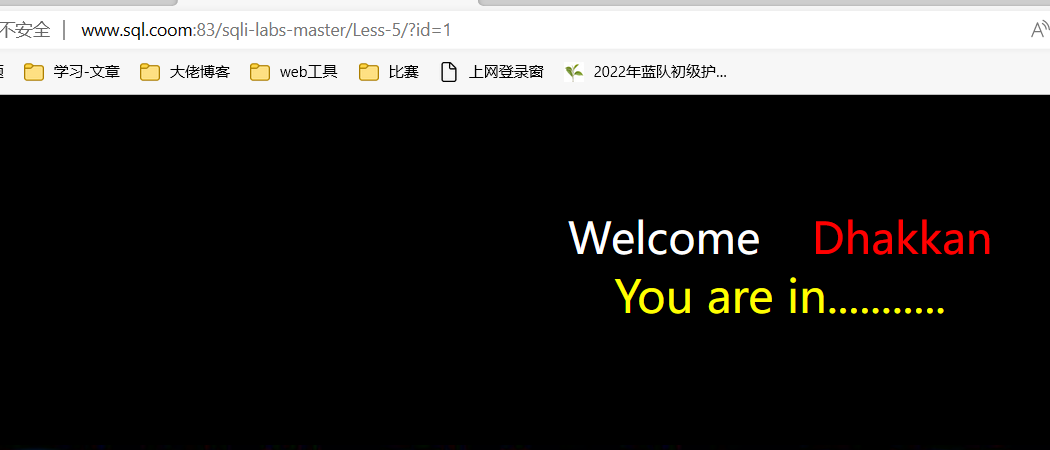 不安全 www.sql.coom:83/sqli-labs-master/Less-5/?id=1
学习-文章 大佬博客 web工具 比赛 上网登录窗 2022年蓝队初级护...
Welcome Dhakkan
You are in...........